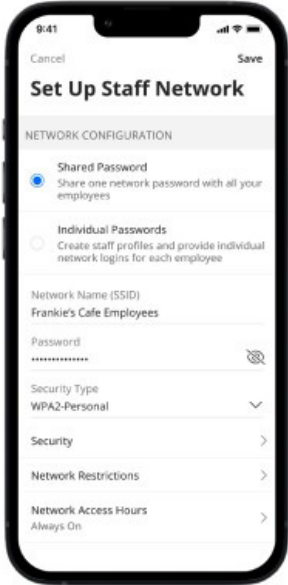 9:41
Cancel Save
Set Up Staff Network
NETWORK CONFIGURATION
Shared Password
Share one network password with all your
employees
Individual Passwords
Create staff profiles and provide individual
network logins for each employee
Network Name (SSID)
Frankie's Cafe Employees
Password
••••••••••••••
Security Type
WPA2-Personal
Security
Network Restrictions
Network Access Hours
Always On